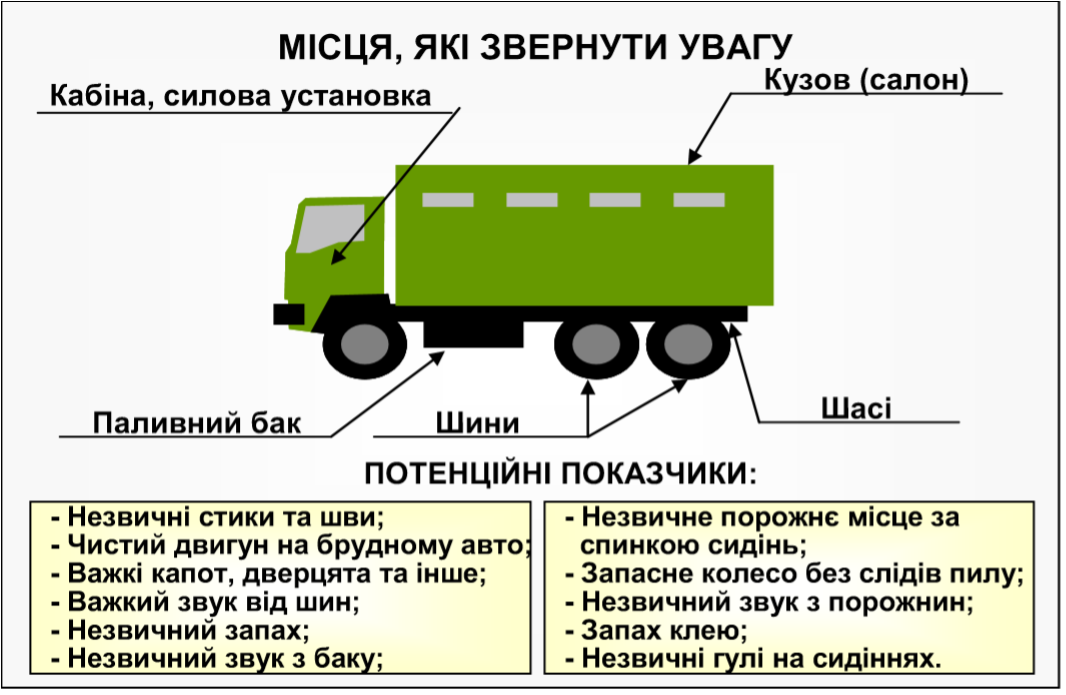 МІСЦЯ, ЯКІ ЗВЕРНУТИ УВАГУ
Кабіна, силова установка
Кузов (салон)
Паливний бак
Шини
Шасі
ПОТЕНЦІЙНІ ПОКАЗЧИКИ:
- Незвичні стики та шви;
- Чистий двигун на брудному авто;
- Важкі капот, дверцята та інше;
- Важкий звук від шин;
- Незвичний запах;
- Незвичний звук з баку;
- Незвичне порожнє місце за
спинкою сидінь;
- Запасне колесо без слідів пилу;
- Незвичний звук з порожнин;
- Запах клею;
- Незвичні гулі на сидіннях.